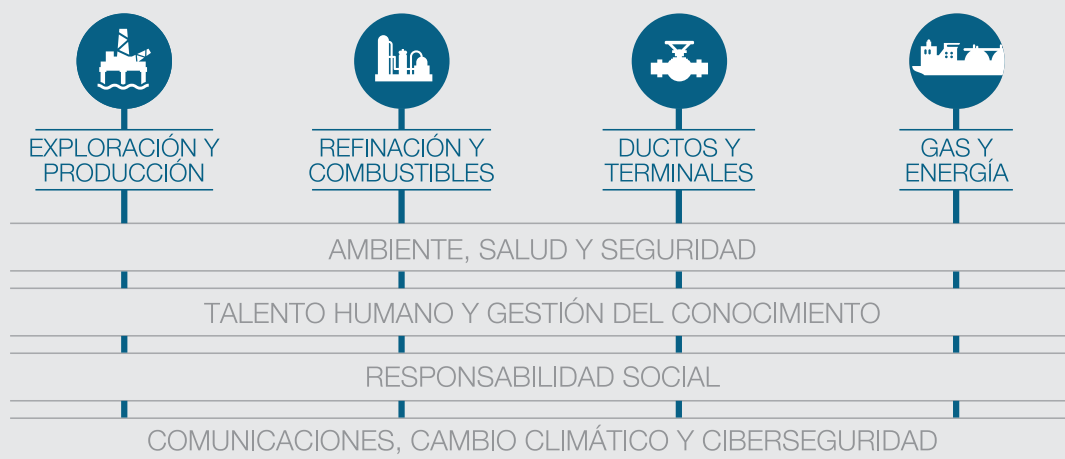 EXPLORACIÓN Y
PRODUCCIÓN
REFINACIÓN Y
COMBUSTIBLES
DUCTOS Y
TERMINALES
GAS Y
ENERGÍA
AMBIENTE, SALUD Y SEGURIDAD
TALENTO HUMANO Y GESTIÓN DEL CONOCIMIENTO
RESPONSABILIDAD SOCIAL
COMUNICACIONES, CAMBIO CLIMÁTICO Y CIBERSEGURIDAD